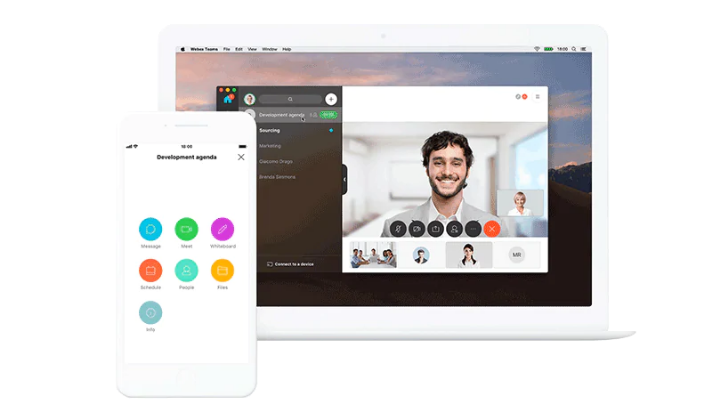 Webex Teams File Edit View Window Help
18:00
Development agenda
Sourcing
Marketing
Giacomo Drago
Brenda Simmons
Connect to a device
MR
18:00
Development agenda
Message Meet Whiteboard
Schedule People Files
Info